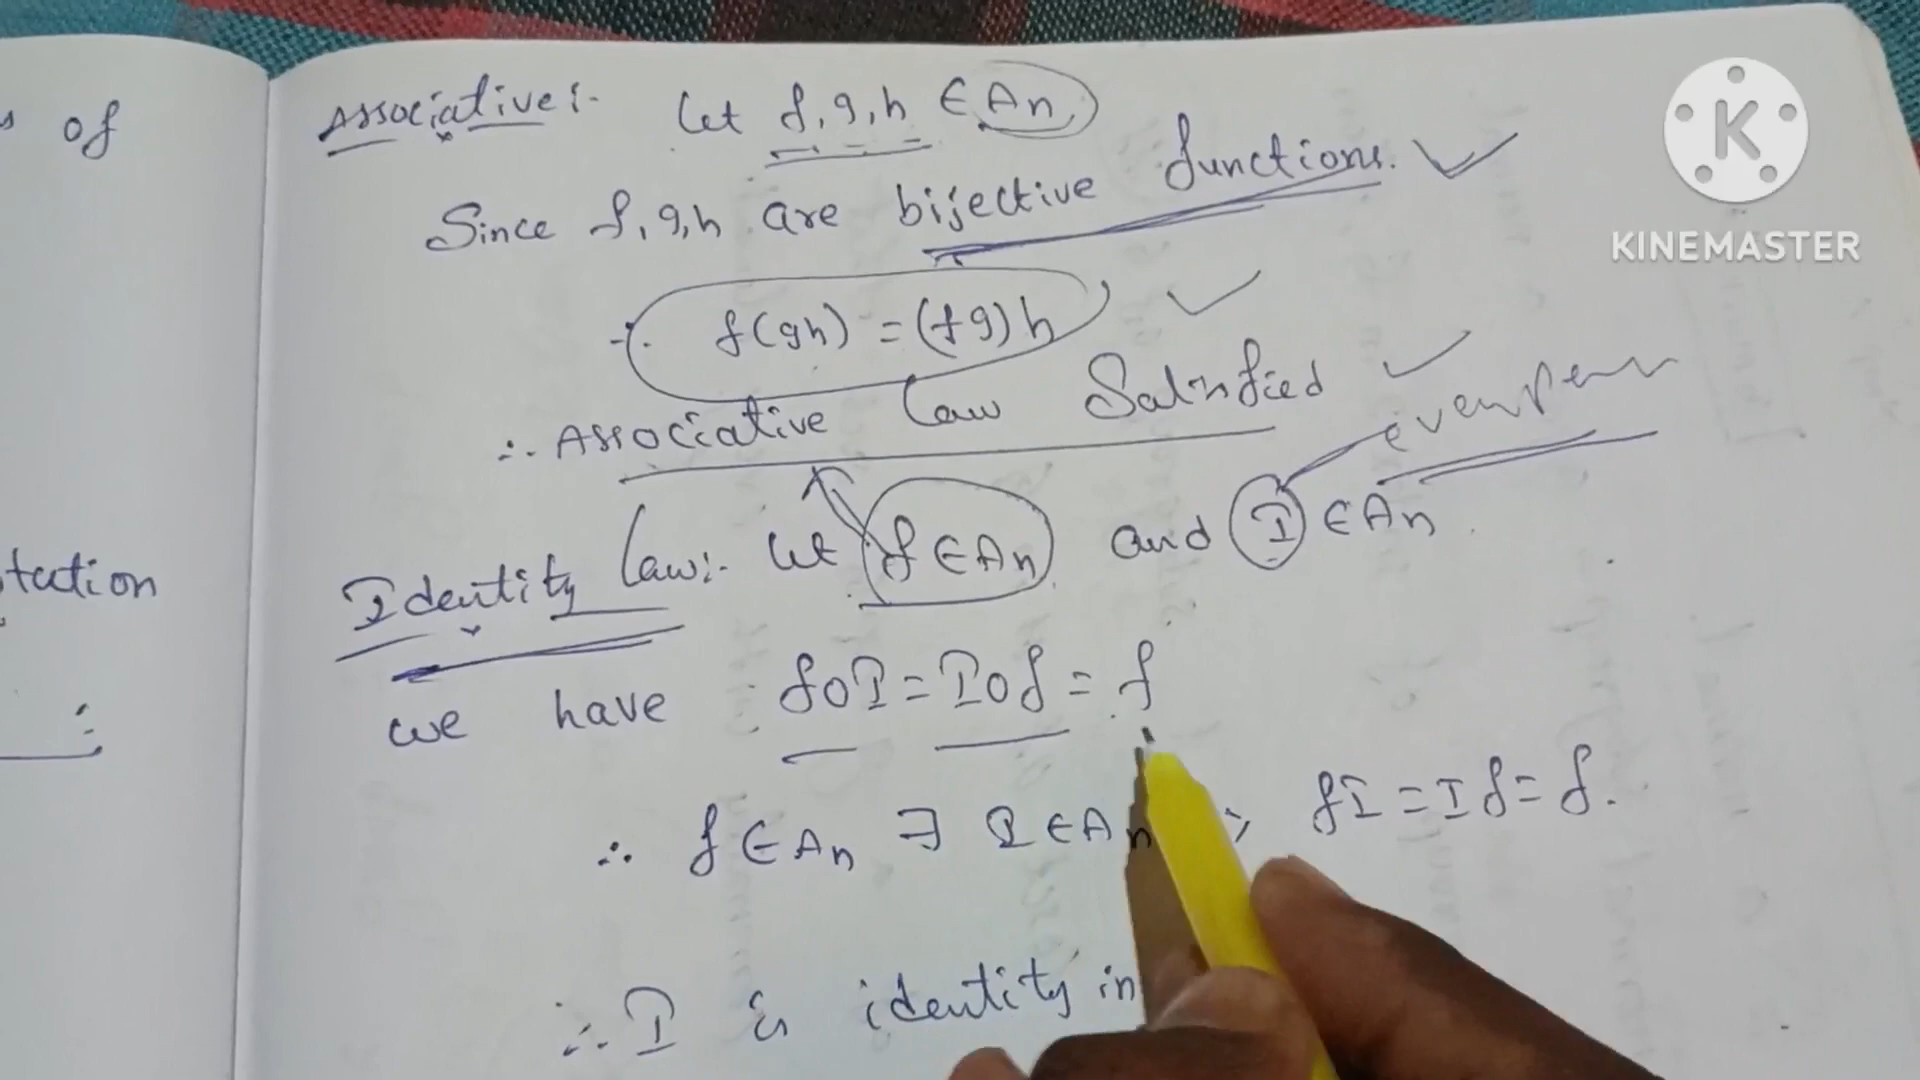 s of
Associative:- Let f, g, h ∈ An
Since f, g, h are bijective functions.
∴ f(gh) = (fg)h
∴ Associative Law Satisfied
even per
Identity Law:- let f ∈ An and I ∈ An
tation
we have foI = Iof = f
∴ f ∈ An ∃ I ∈ An ∋ fI = If = f.
∴ I is identity in
K
KINEMASTER